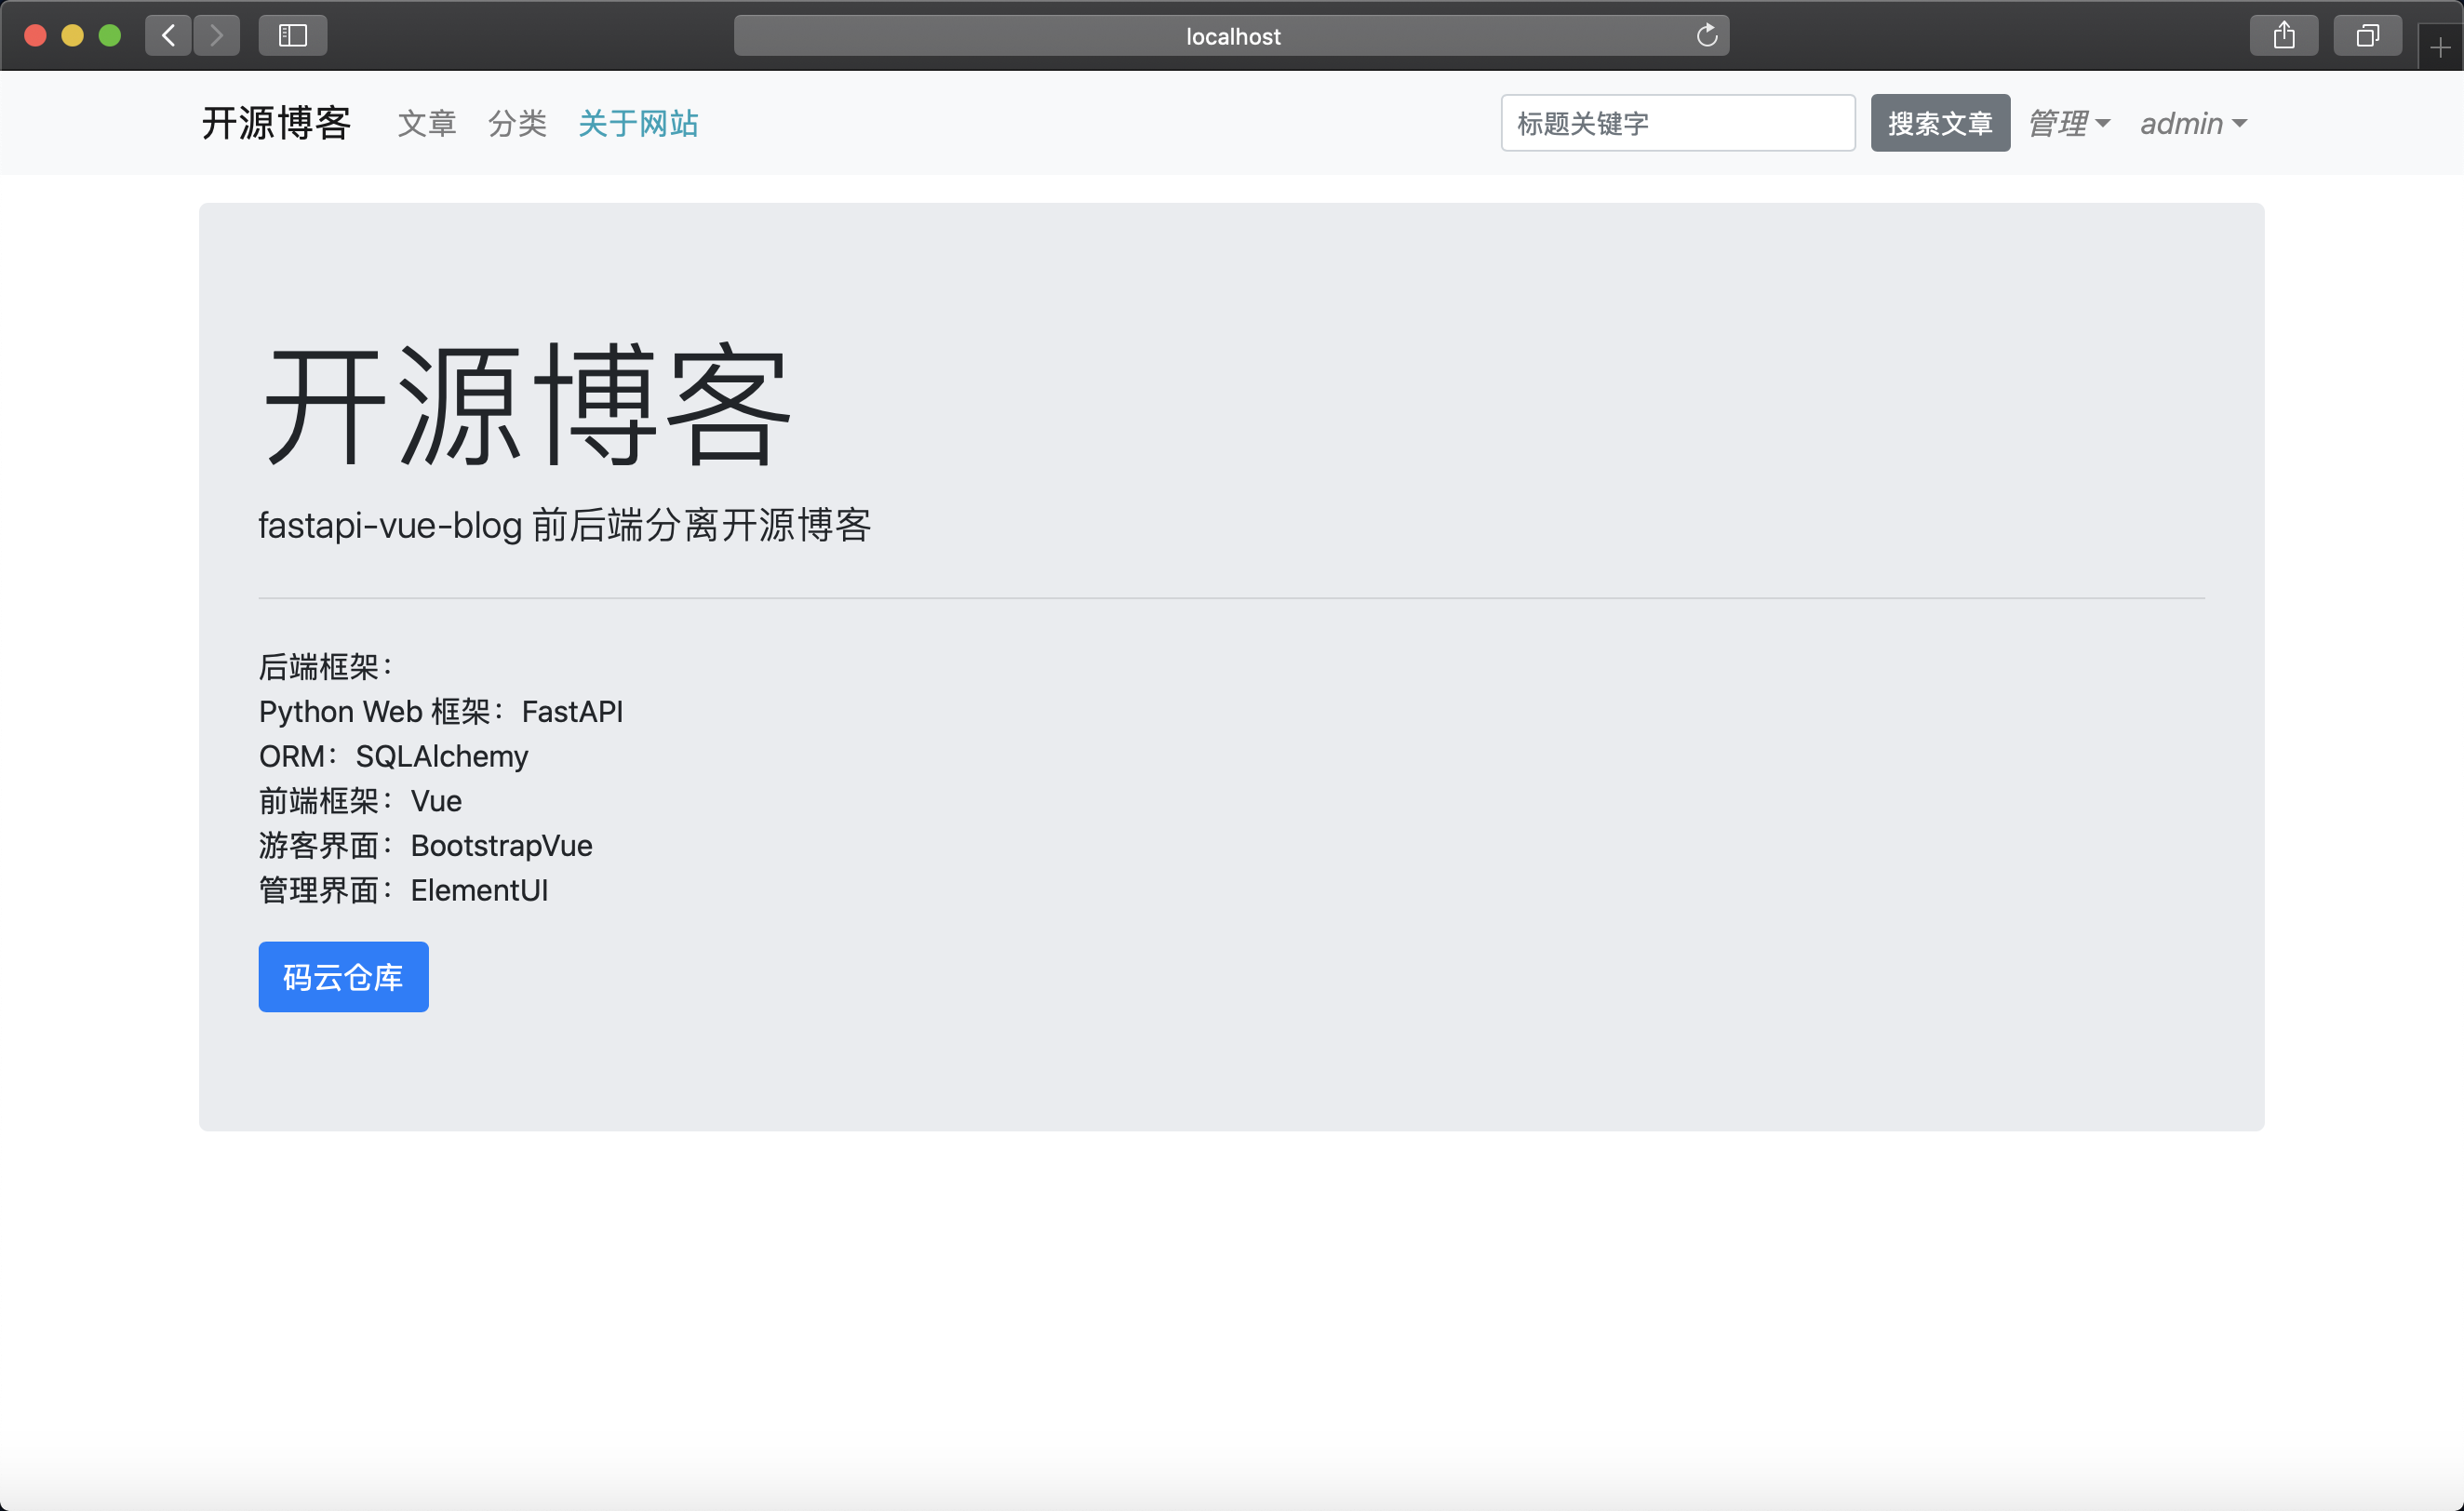 localhost
开源博客 文章 分类 关于网站 标题关键字 搜索文章 管理 admin
开源博客
fastapi-vue-blog 前后端分离开源博客
后端框架：
Python Web 框架：FastAPI
ORM：SQLAlchemy
前端框架：Vue
游客界面：BootstrapVue
管理界面：ElementUI
码云仓库